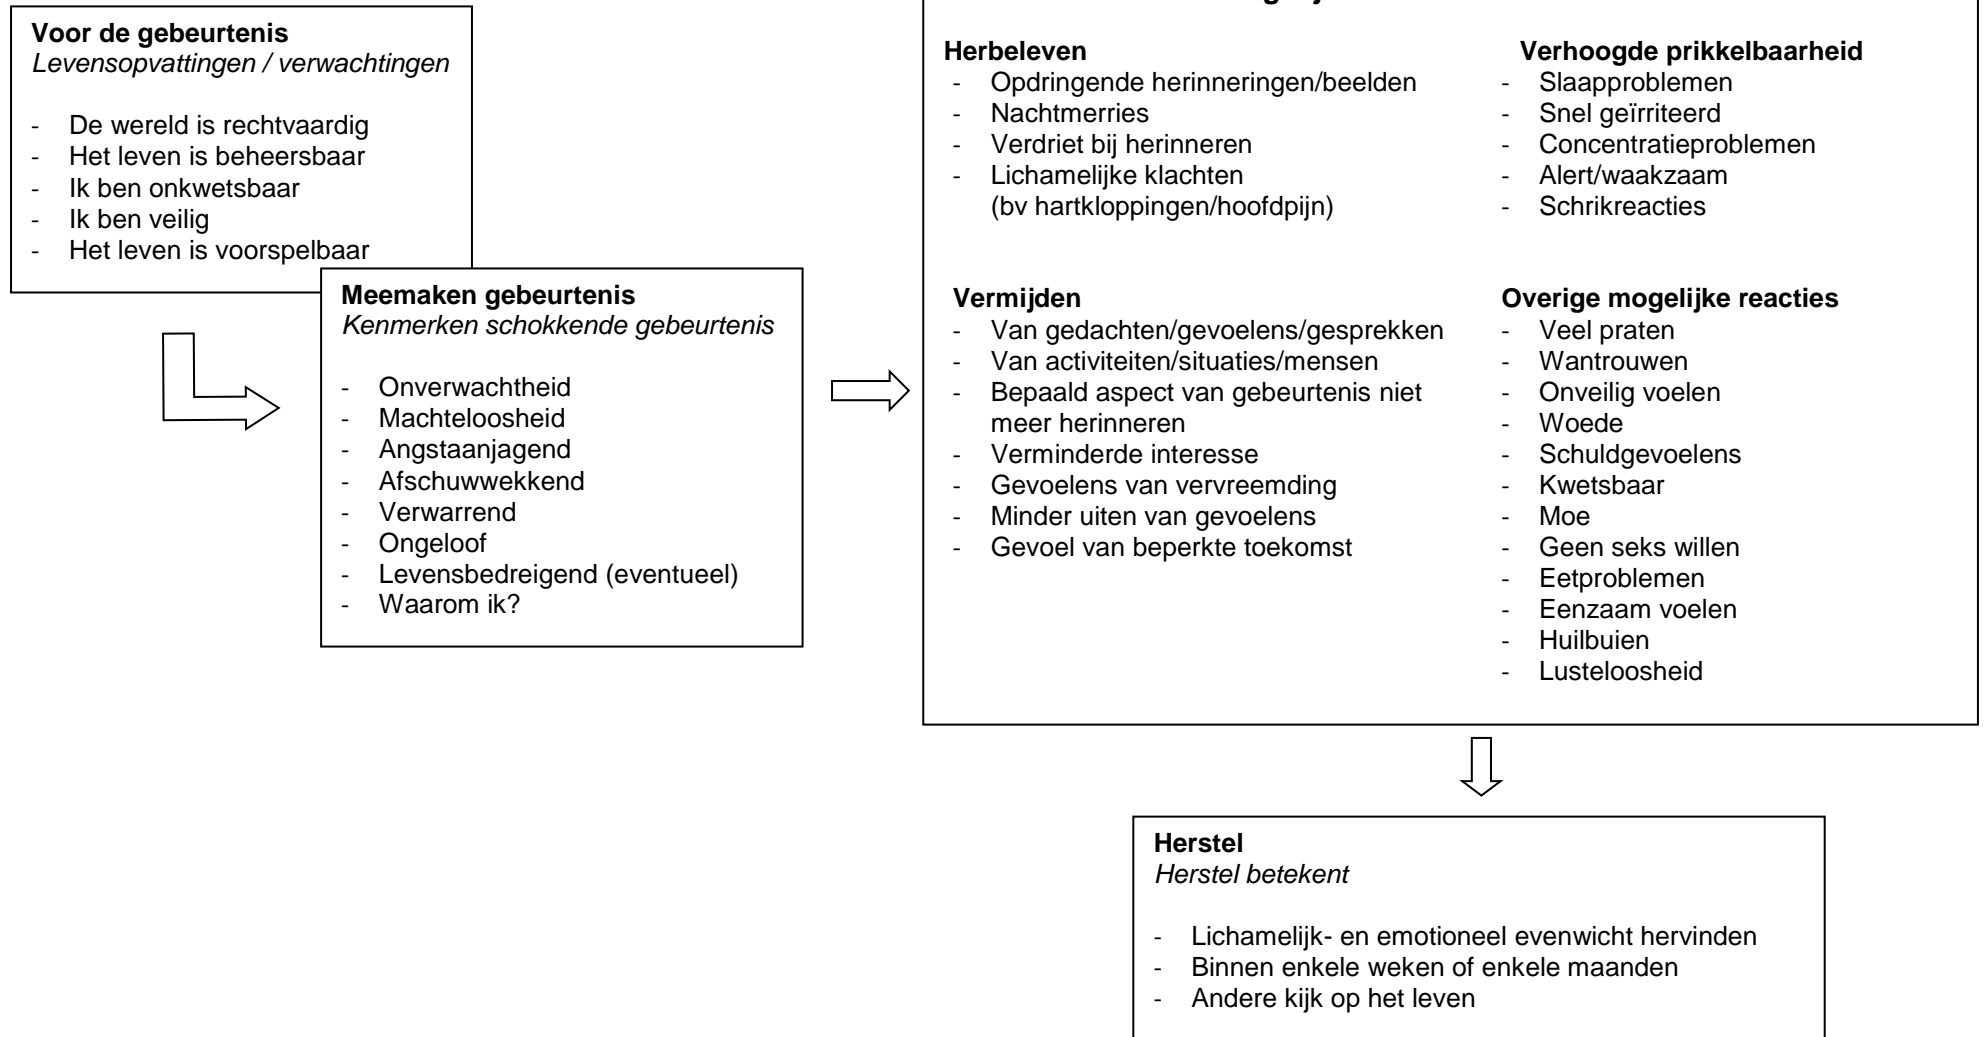 Voor de gebeurtenis
Levensopvattingen / verwachtingen
- De wereld is rechtvaardig
- Het leven is beheersbaar
- Ik ben onkwetsbaar
- Ik ben veilig
- Het leven is voorspelbaar
Meemaken gebeurtenis
Kenmerken schokkende gebeurtenis
- Onverwachtheid
- Machteloosheid
- Angstaanjagend
- Afschuwwekkend
- Verwarrend
- Ongeloof
- Levensbedreigend (eventueel)
- Waarom ik?
Herbeleven
- Opdringende herinneringen/beelden
- Nachtmerries
- Verdriet bij herinneren
- Lichamelijke klachten
(bv hartkloppingen/hoofdpijn)
Verhoogde prikkelbaarheid
- Slaapproblemen
- Snel geïrriteerd
- Concentratieproblemen
- Alert/waakzaam
- Schrikreacties
Vermijden
- Van gedachten/gevoelens/gesprekken
- Van activiteiten/situaties/mensen
- Bepaald aspect van gebeurtenis niet
meer herinneren
- Verminderde interesse
- Gevoelens van vervreemding
- Minder uiten van gevoelens
- Gevoel van beperkte toekomst
Overige mogelijke reacties
- Veel praten
- Wantrouwen
- Onveilig voelen
- Woede
- Schuldgevoelens
- Kwetsbaar
- Moe
- Geen seks willen
- Eetproblemen
- Eenzaam voelen
- Huilbuien
- Lusteloosheid
Herstel
Herstel betekent
- Lichamelijk- en emotioneel evenwicht hervinden
- Binnen enkele weken of enkele maanden
- Andere kijk op het leven